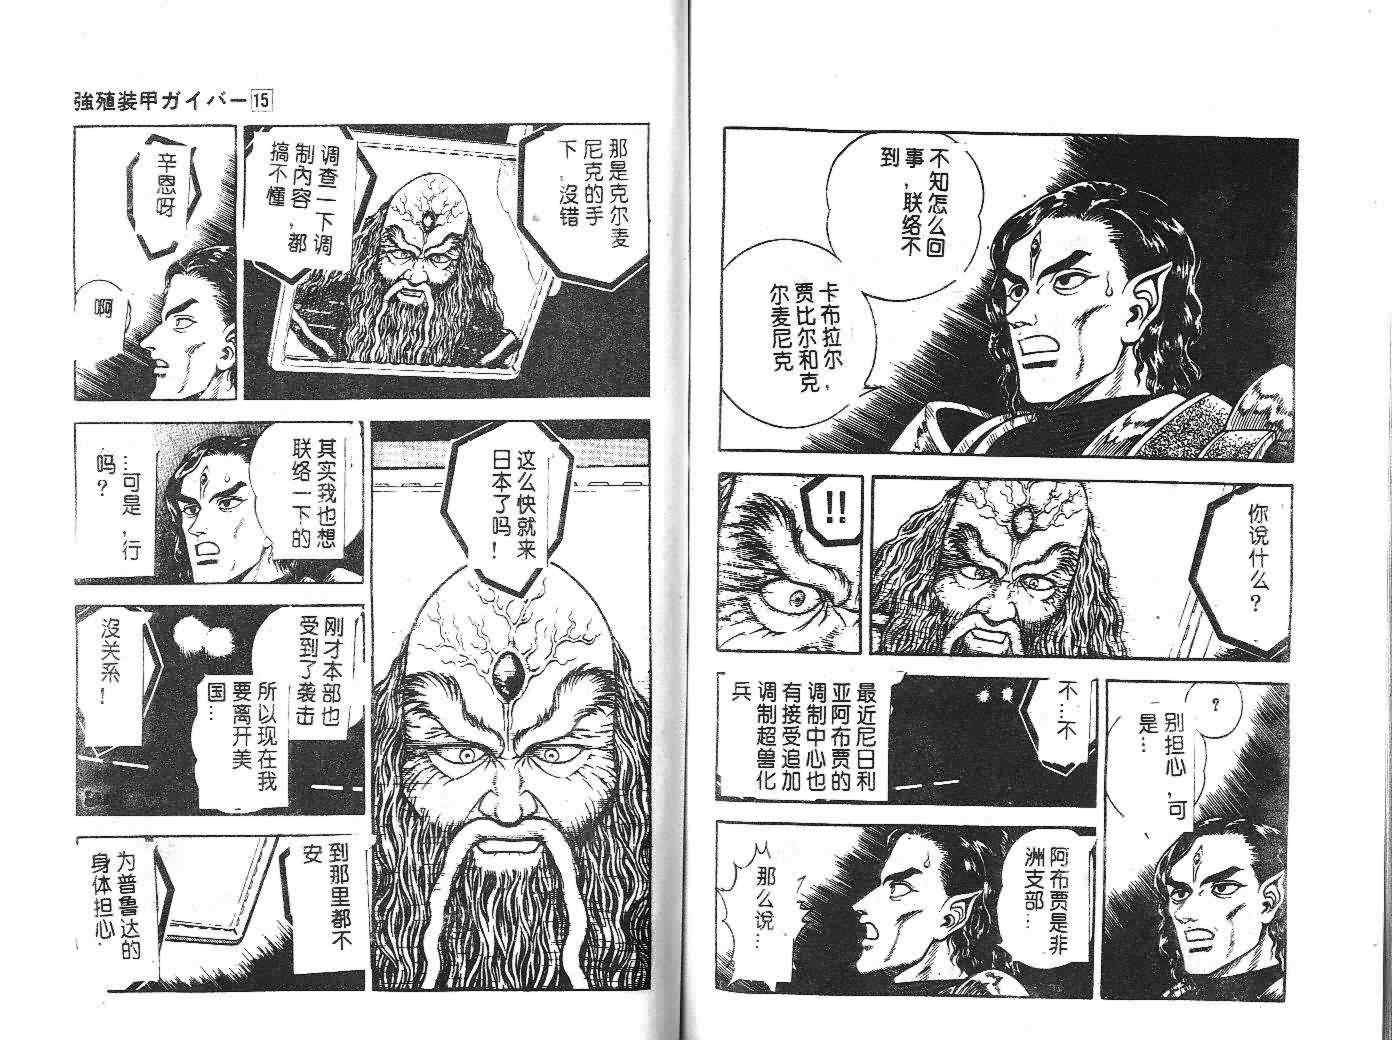 不知怎么回
事，联络不
到
卡布拉尔，
贾比尔和克
尔麦尼克
你说什么？
!!
？
别担心，可
是…
不…不
最近尼日利
亚阿布贾的
调制中心也
有接受追加
调制超兽化
兵
阿布贾是非
洲支部…
那么说…
強殖装甲ガイバー 15
那是克尔麦
尼克的手
下，沒错
调查一下调
制内容，都
搞不懂
辛恩呀
啊
这么快就来
日本了吗！
其实我也想
联络一下的
…可是，行
吗？
刚才本部也
受到了袭击
所以现在我
要离开美
国…
沒关系！
到那里都不
安
为普鲁达的
身体担心．